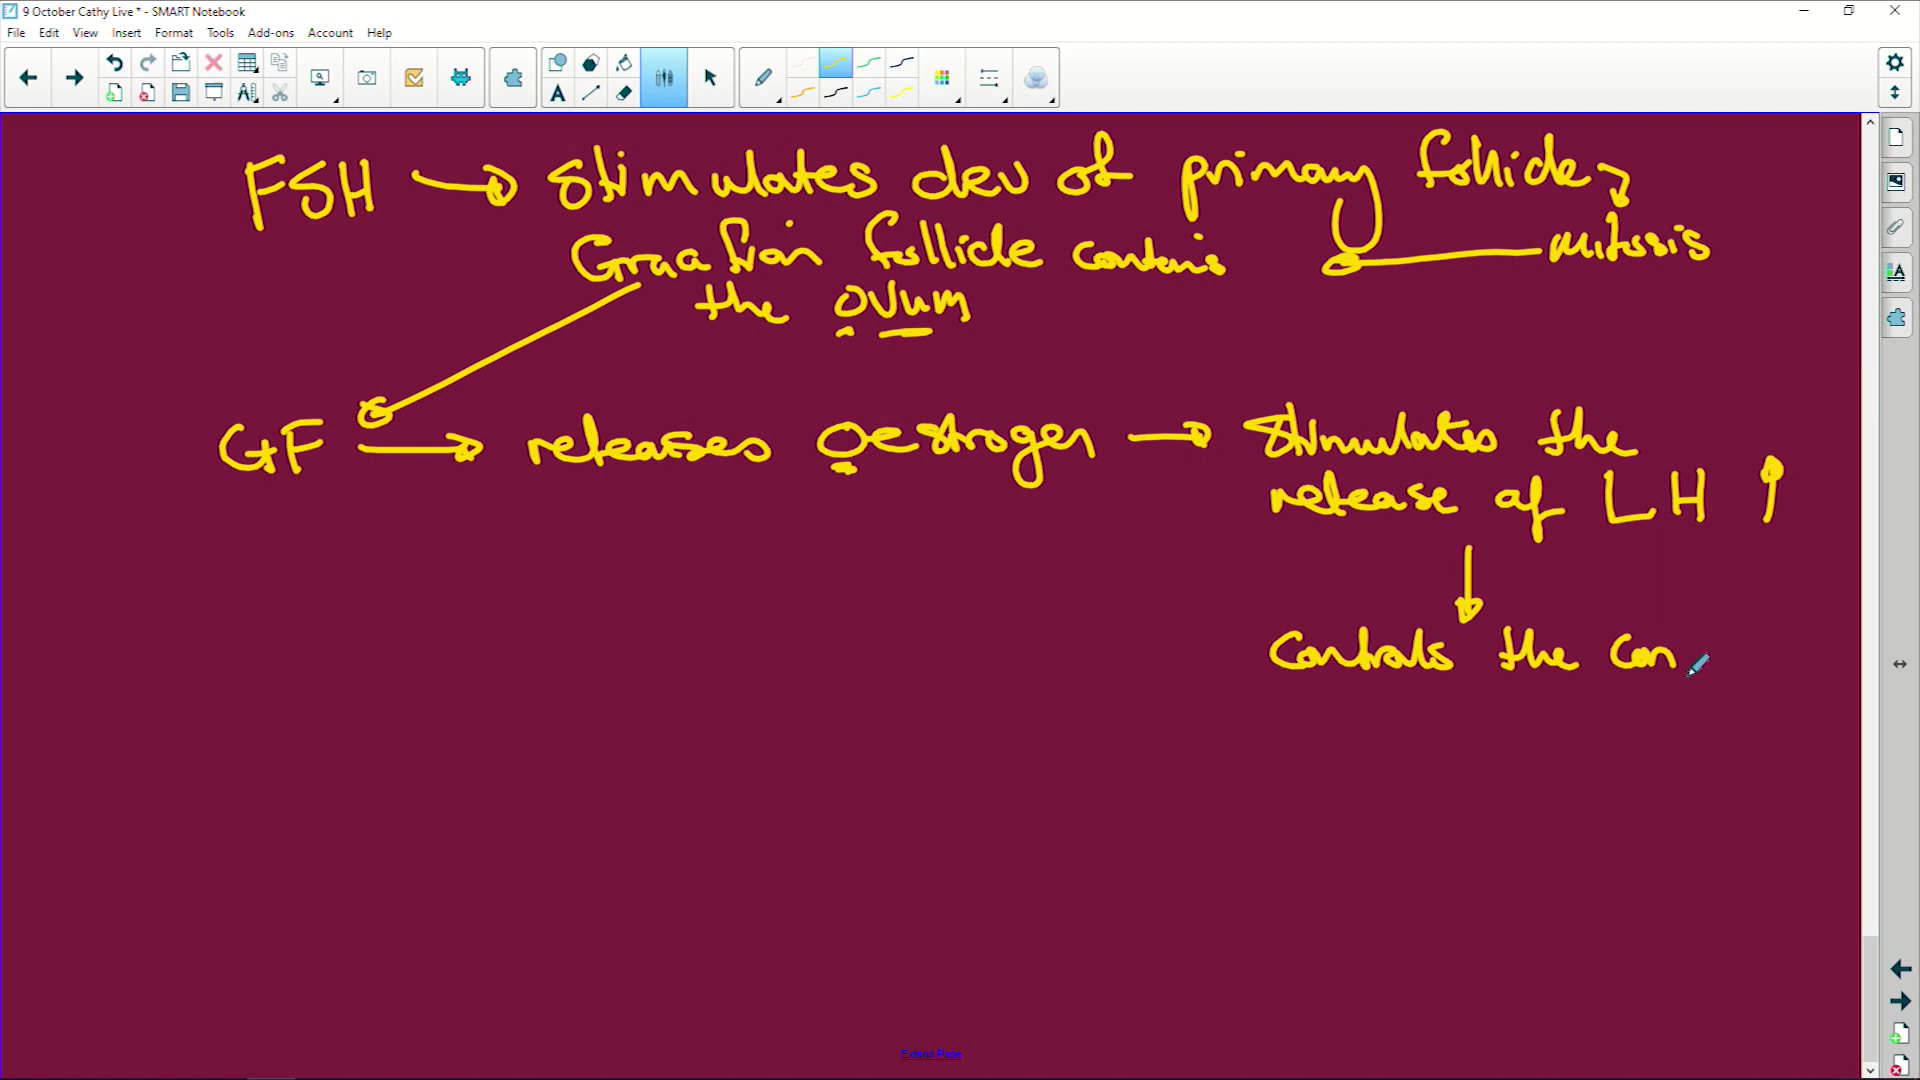 9 October Cathy Live * - SMART Notebook
File Edit View Insert Format Tools Add-ons Account Help
FSH → stimulates dev of primary follicle
Graafian follicle contains mitosis
the ovum
GF → releases oestrogen → stimulates the
release of LH ↑
Controls the con
Extend Page